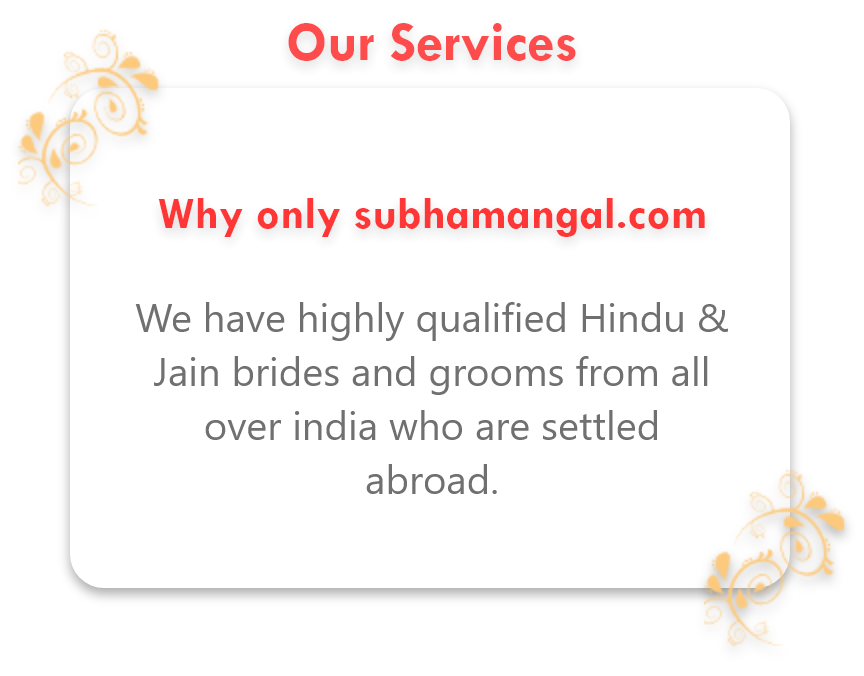 Our Services
Why only subhamangal.com
We have highly qualified Hindu &
Jain brides and grooms from all
over india who are settled
abroad.